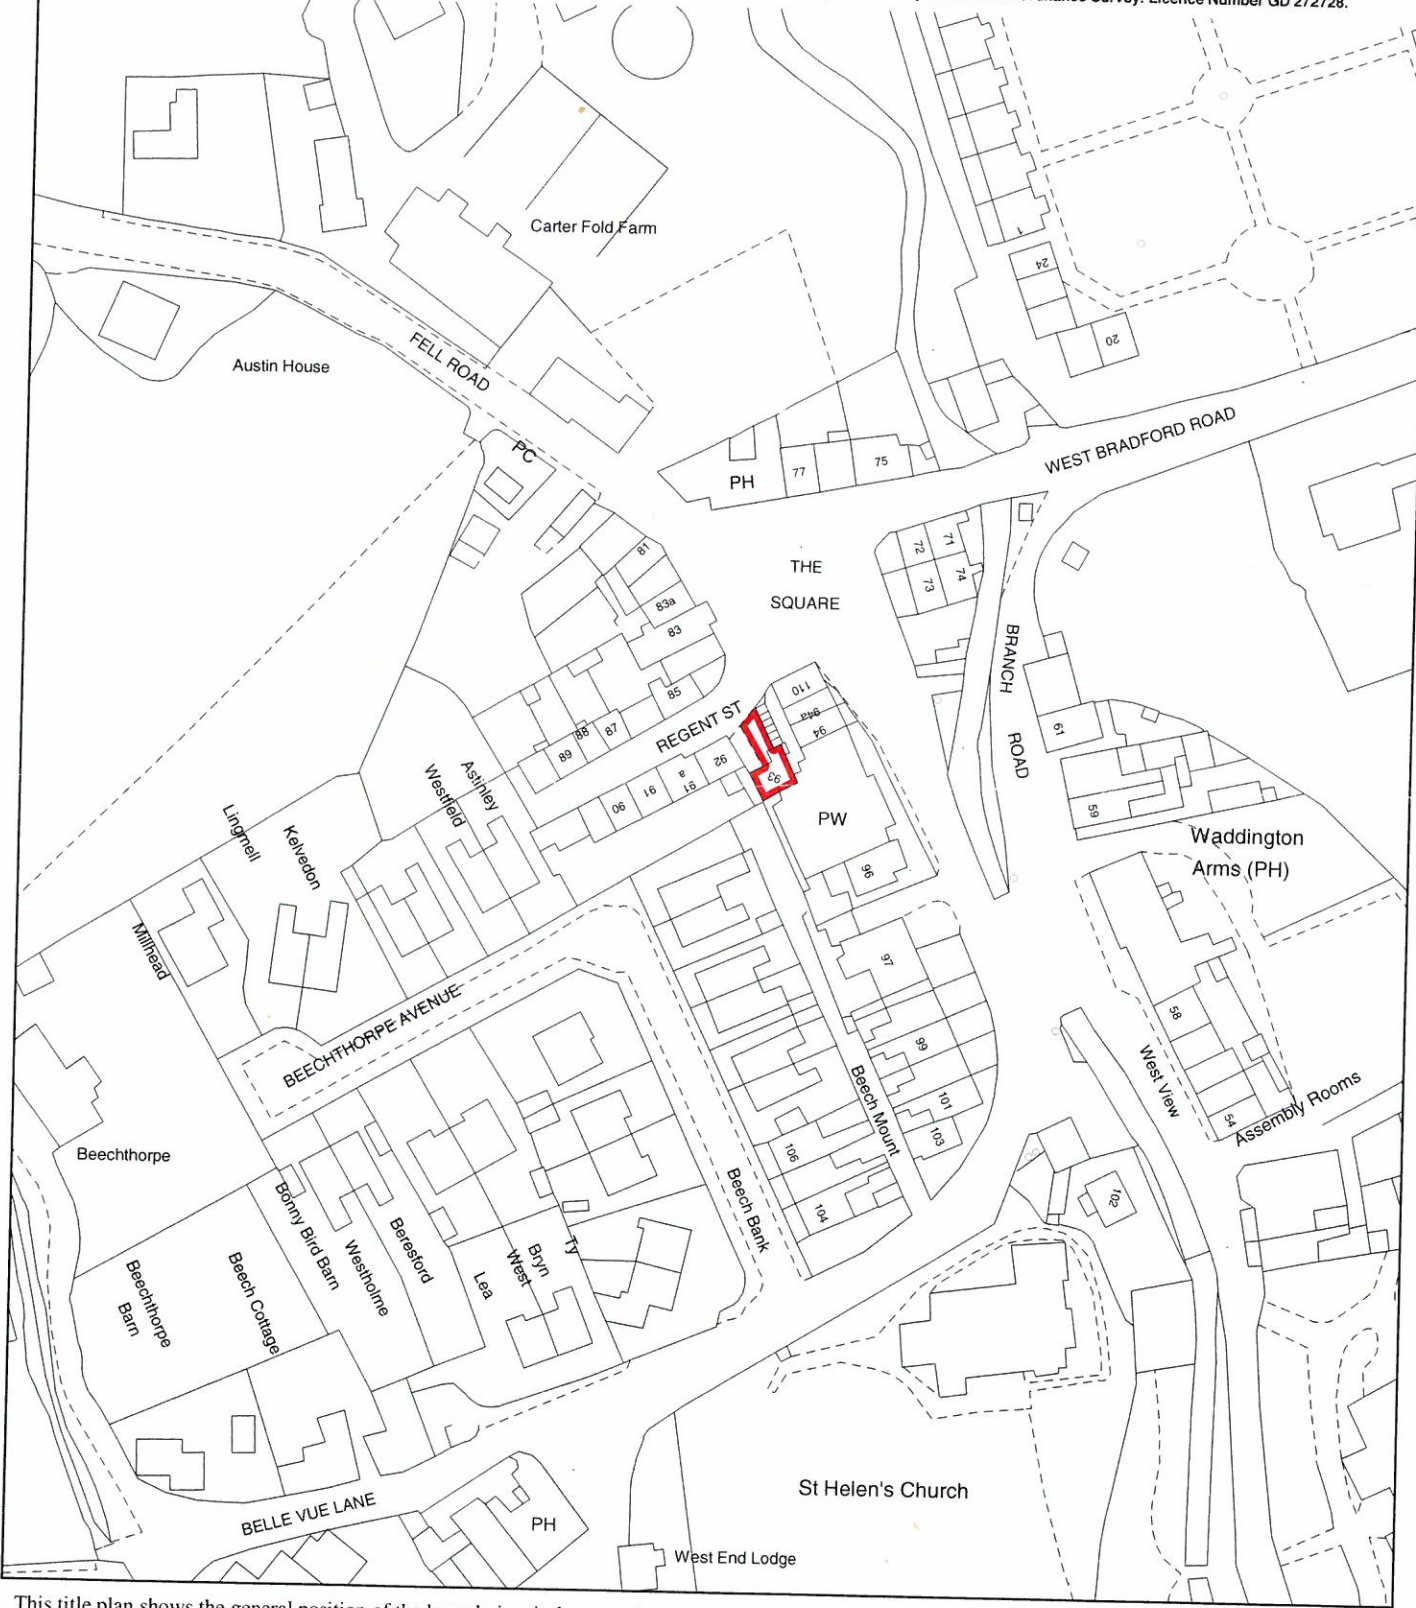 Survey. Licence Number GD 272728.
Carter Fold Farm
1
24
20
FELL ROAD
Austin House
WEST BRADFORD ROAD
PC
PH
77
75
81
THE
SQUARE
72
71
73
74
83a
83
85
BRANCH
ROAD
110
94a
94
REGENT ST
88
87
89
92
a
91
91
90
93
61
59
PW
96
Waddington
Arms (PH)
Astihley
Westfield
Lingmell
Kelvedon
Millhead
97
BEECHTHORPE AVENUE
58
99
West View
101
103
54
Assembly Rooms
Beech Mount
Beechthorpe
106
104
Beech Bank
102
Bonny Bird Barn
Westholme
Beresford
Lea
West
Bryn
Ty
Beechthorpe
Barn
Beech Cottage
St Helen's Church
BELLE VUE LANE
PH
West End Lodge
This title plan shows the general position of the